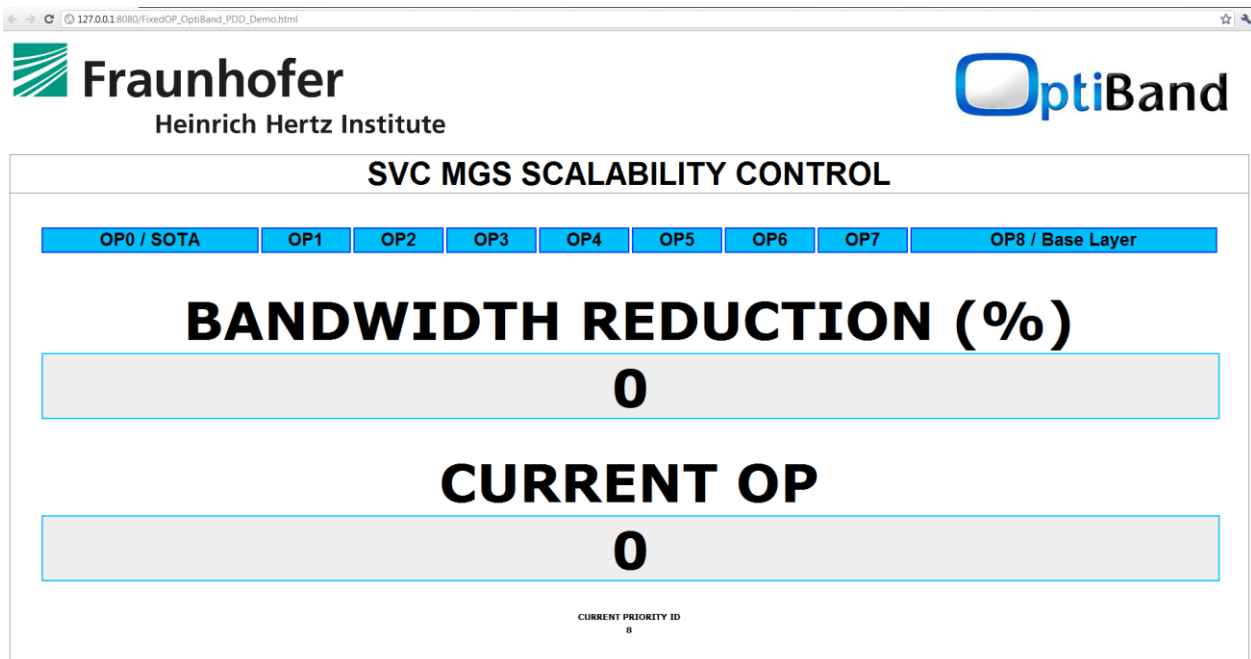 127.0.0.1:8080/FixedOP_OptiBand_PDD_Demo.html
Fraunhofer
Heinrich Hertz Institute
OptiBand
SVC MGS SCALABILITY CONTROL
OP0 / SOTA OP1 OP2 OP3 OP4 OP5 OP6 OP7 OP8 / Base Layer
BANDWIDTH REDUCTION (%)
0
CURRENT OP
0
CURRENT PRIORITY ID
8